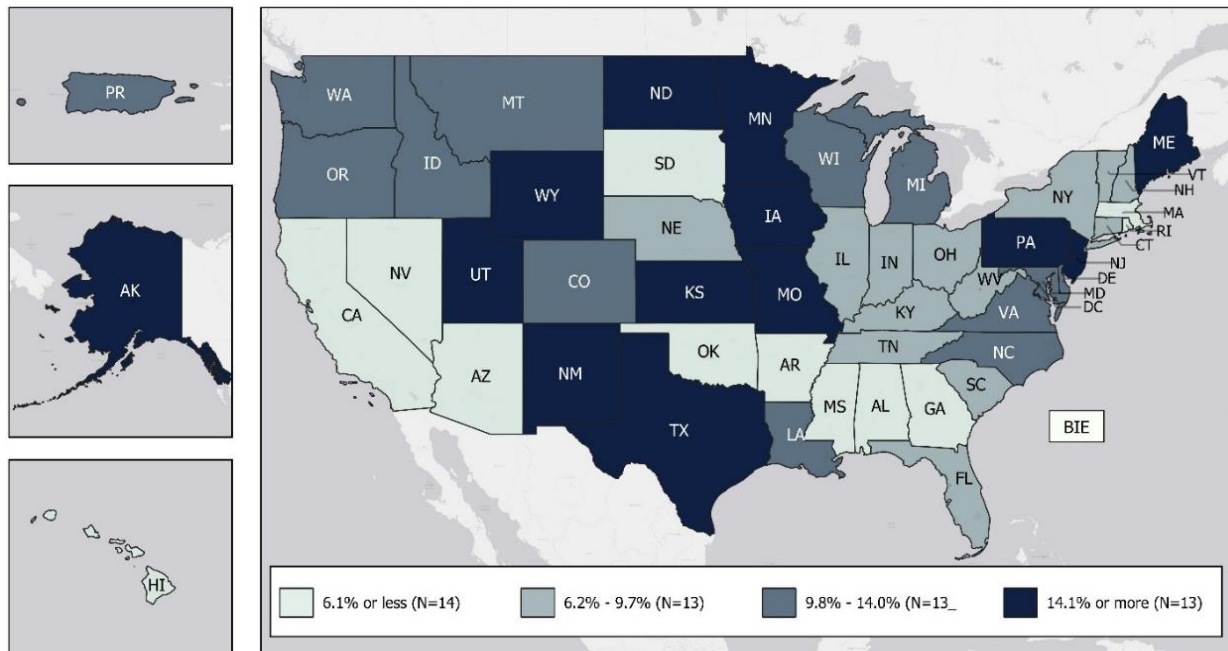 PR
AK
HI
WA
MT
ND
MN
ME
OR
ID
SD
WI
MI
VT
NY
NH
WY
IA
MA
NE
RI
PA
CT
NV
UT
CO
IL
IN
OH
NJ
DE
CA
KS
MO
WV
MD
VA
DC
KY
NC
TN
AZ
NM
OK
AR
SC
MS
AL
GA
TX
LA
BIE
FL
6.1% or less (N=14)
6.2% - 9.7% (N=13)
9.8% - 14.0% (N=13_
14.1% or more (N=13)